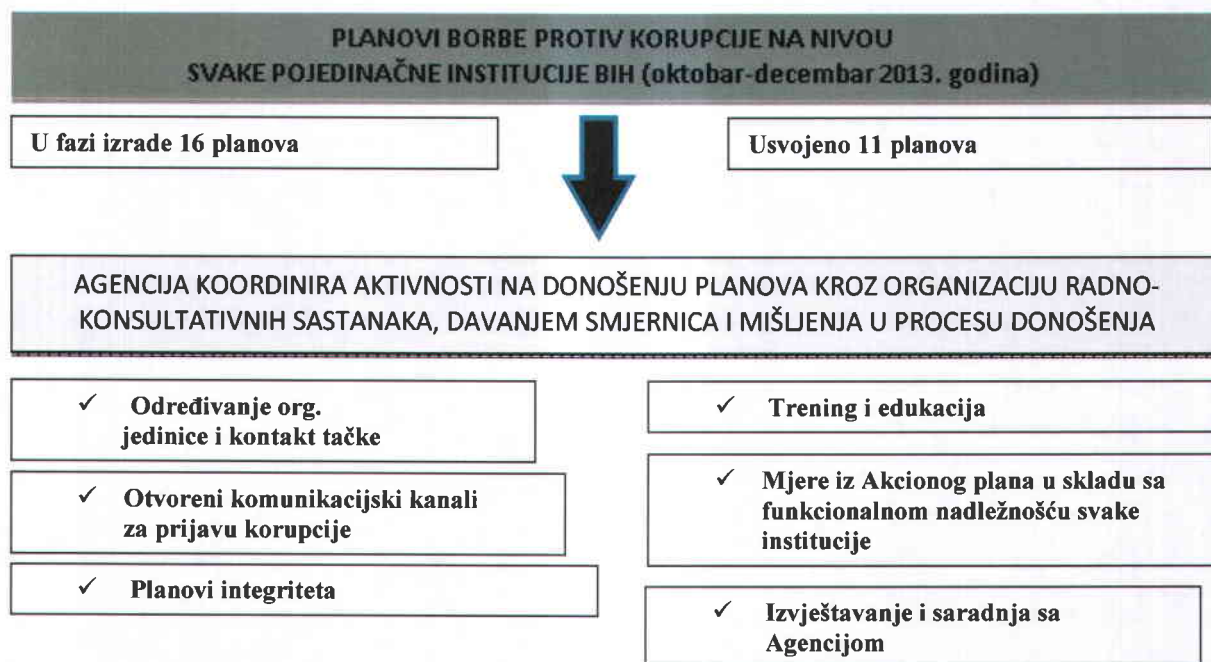 PLANOVI BORBE PROTIV KORUPCIJE NA NIVOU
SVAKE POJEDINAČNE INSTITUCIJE BIH (oktobar-decembar 2013. godina)
U fazi izrade 16 planova
Usvojeno 11 planova
AGENCIJA KOORDINIRA AKTIVNOSTI NA DONOŠENJU PLANOVA KROZ ORGANIZACIJU RADNO-
KONSULTATIVNIH SASTANAKA, DAVANJEM SMJERNICA I MIŠLJENJA U PROCESU DONOŠENJA
✓ Određivanje org.
jedinice i kontakt tačke
✓ Otvoreni komunikacijski kanali
za prijavu korupcije
✓ Planovi integriteta
✓ Trening i edukacija
✓ Mjere iz Akcionog plana u skladu sa
funkcionalnom nadležnošću svake
institucije
✓ Izvještavanje i saradnja sa
Agencijom